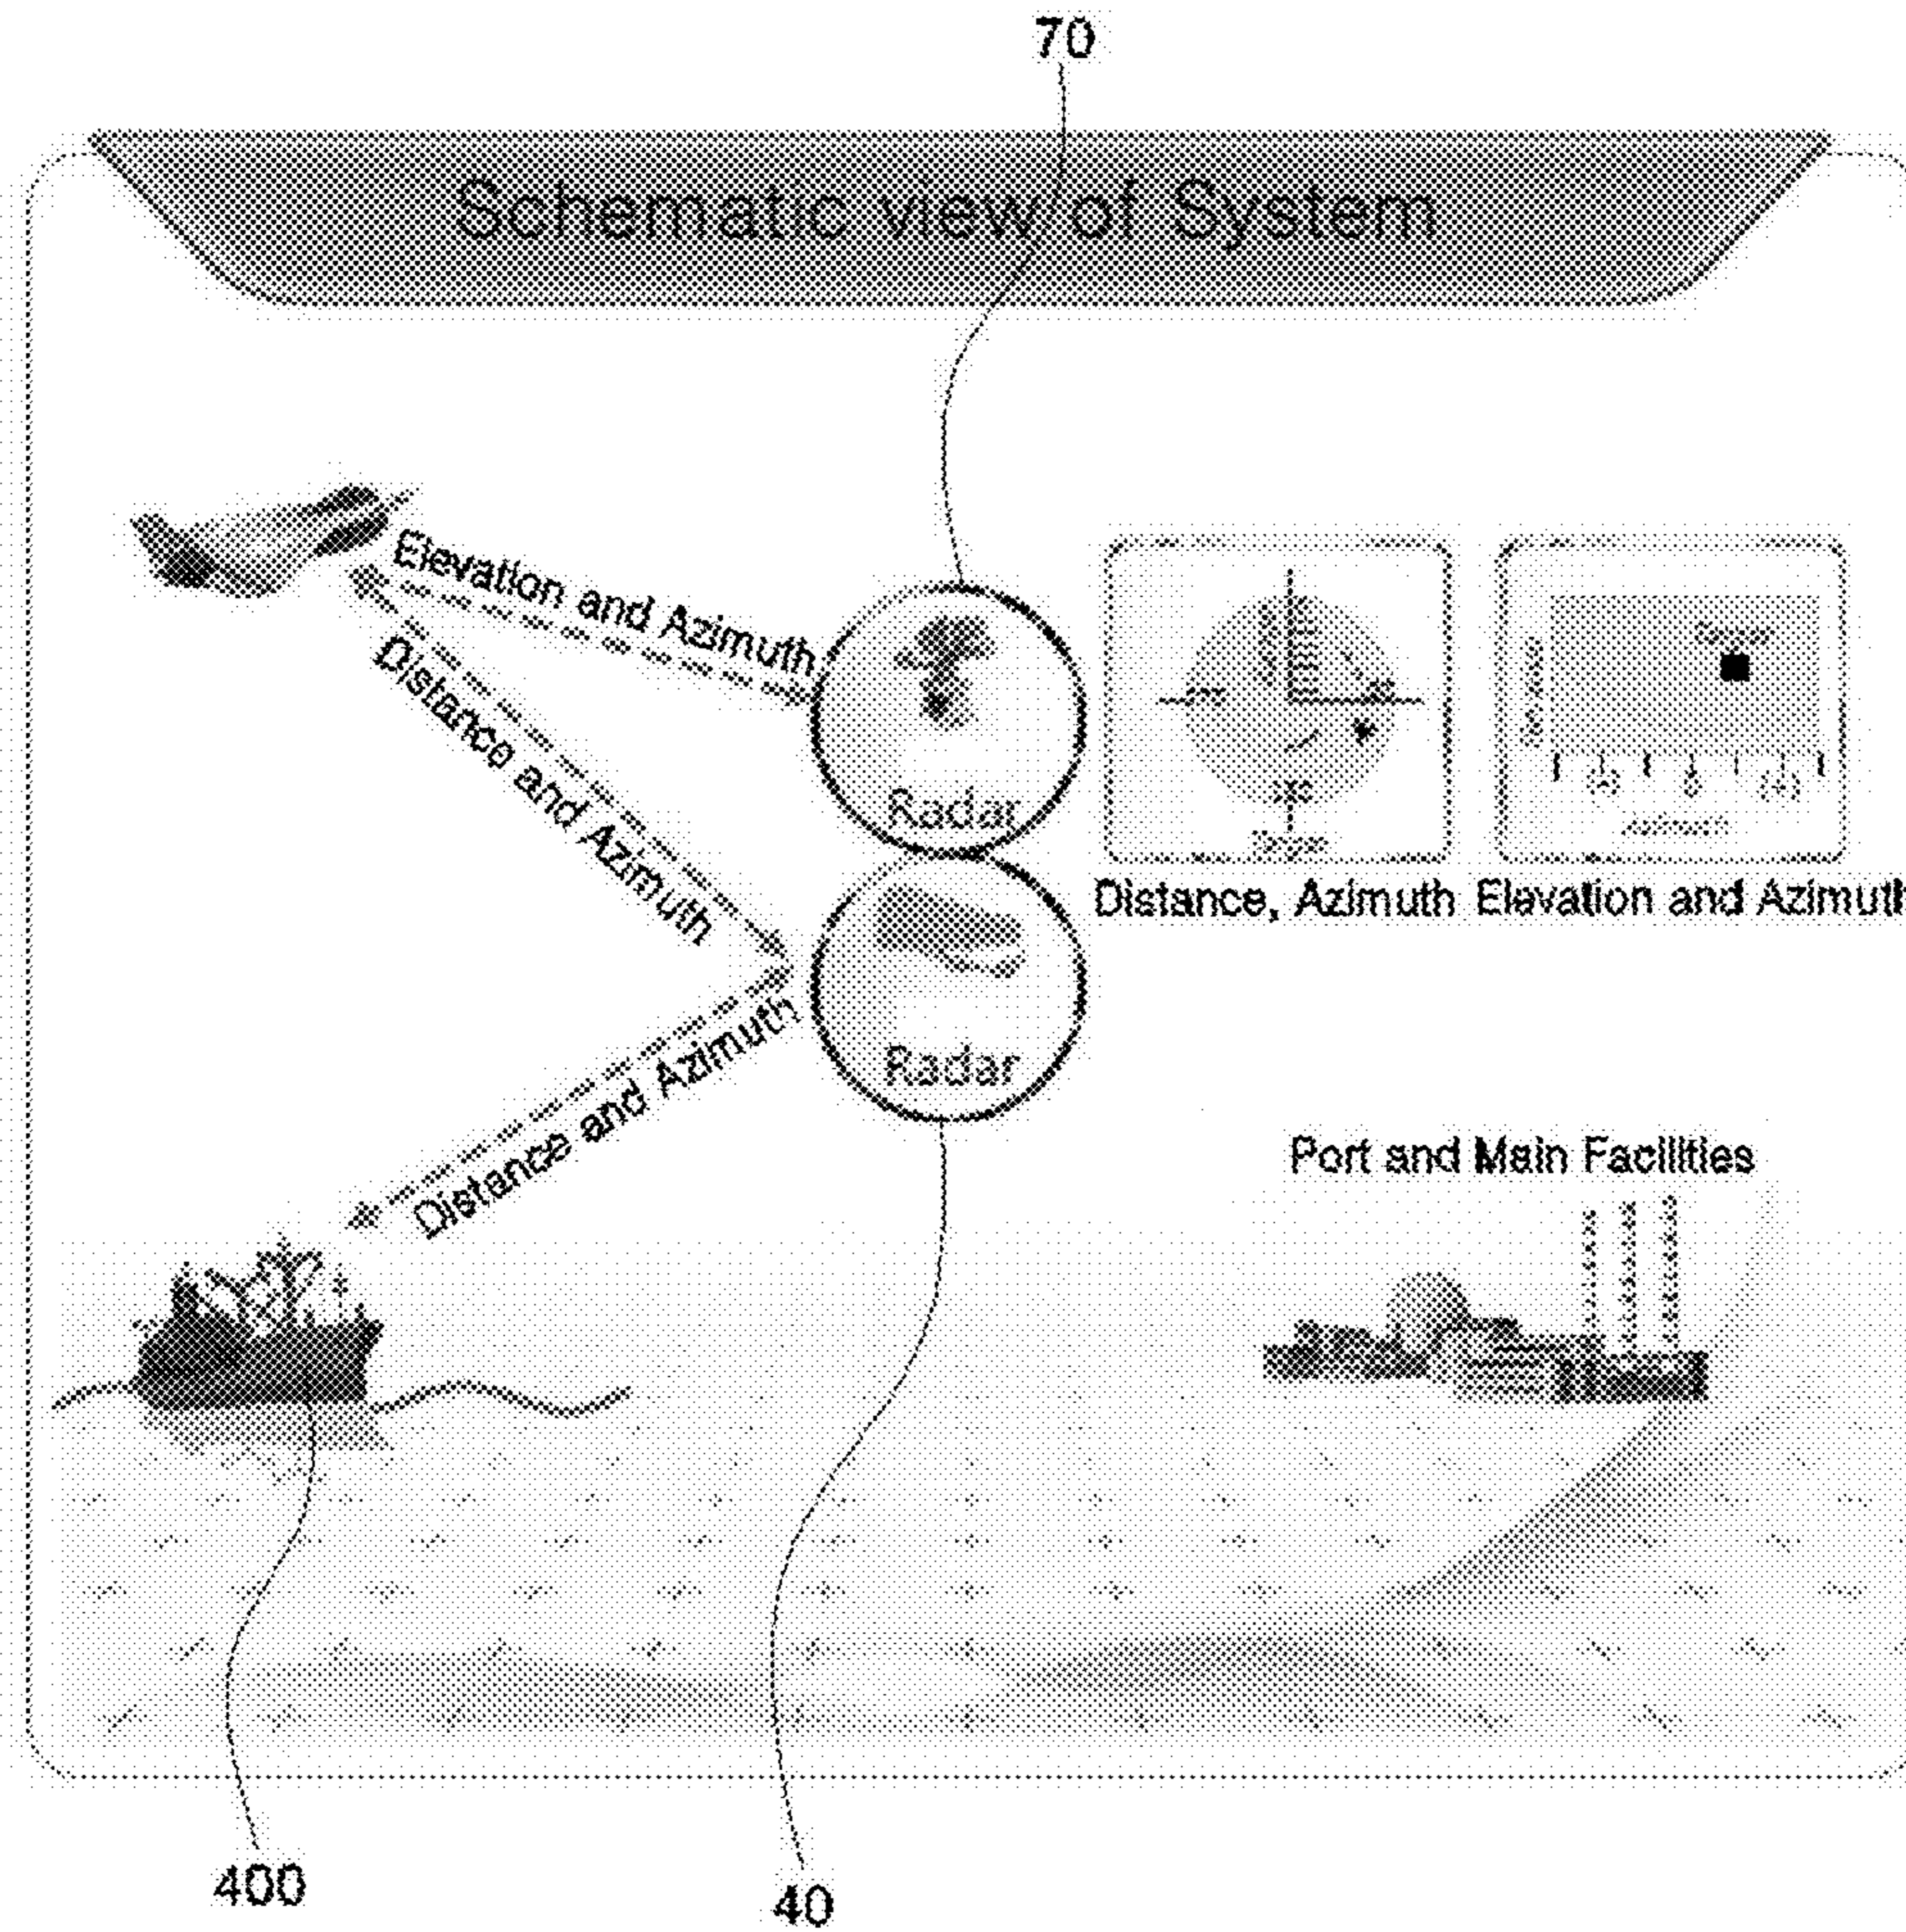 70
Schematic view of System
Elevation and Azimuth
Distance and Azimuth
Radar
Distance, Azimuth
Elevation and Azimuth
Radar
Distance and Azimuth
Port and Main Facilities
400
40